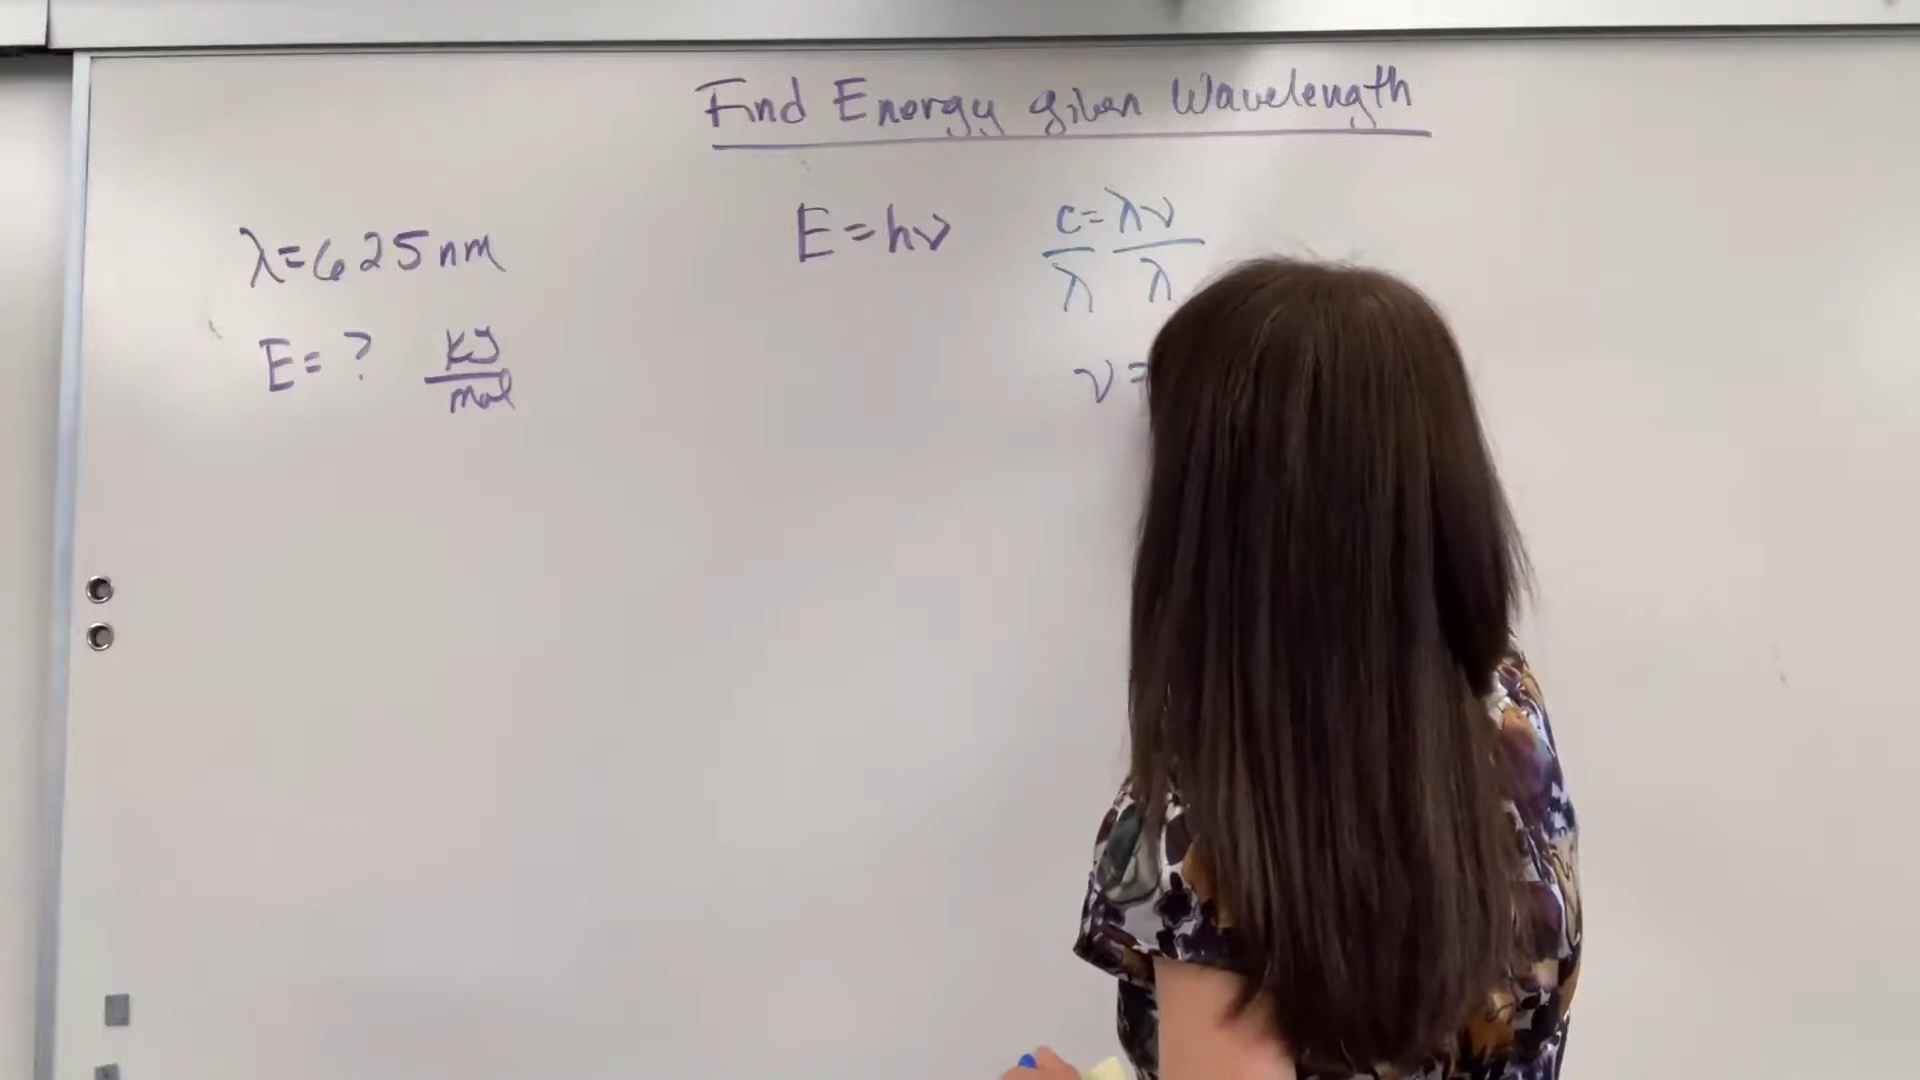 Find Energy given Wavelength
λ=625nm
E=? kJ/mol
E=hν
c=λν
λ λ
ν=